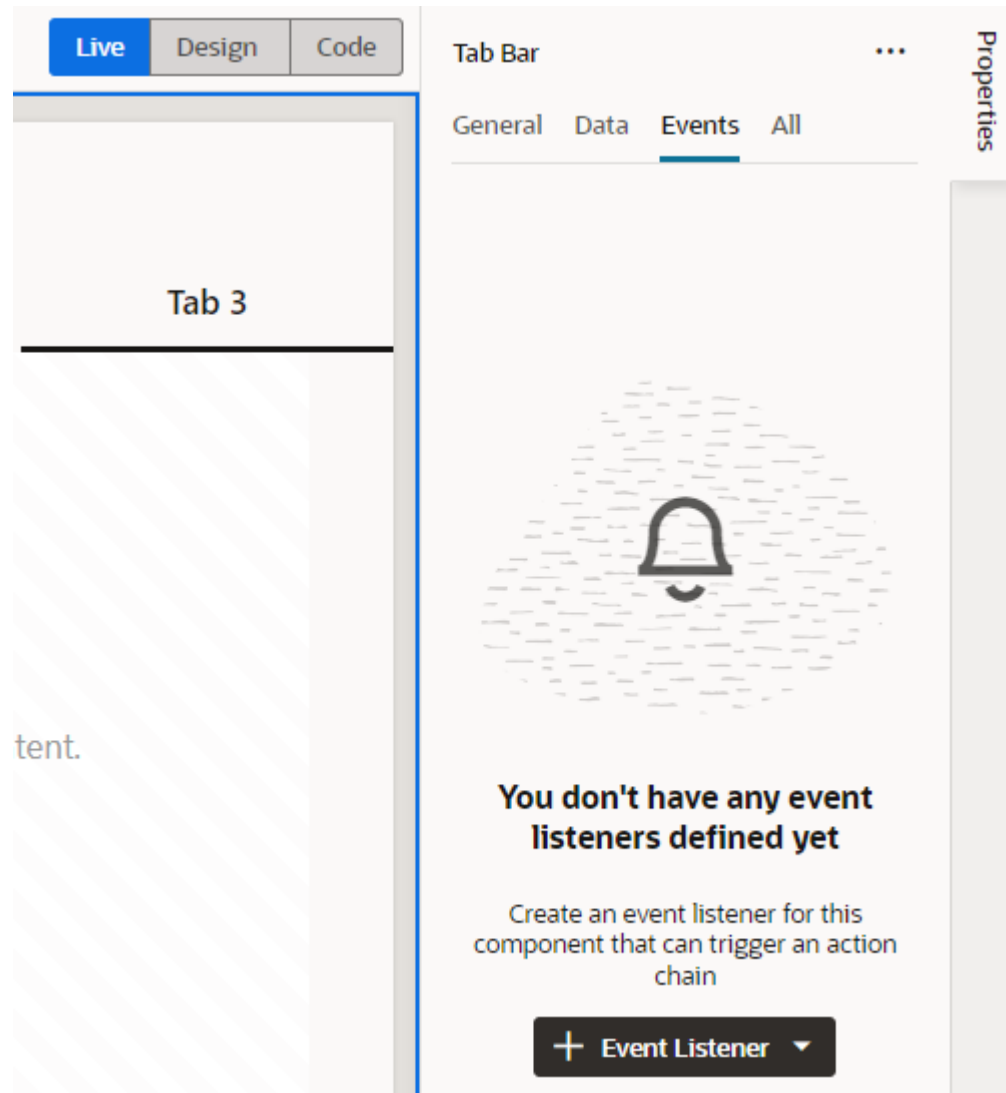 Live Design Code
Tab 3
tent.
Tab Bar ...
General Data Events All
You don't have any event
listeners defined yet
Create an event listener for this
component that can trigger an action
chain
+ Event Listener
Properties